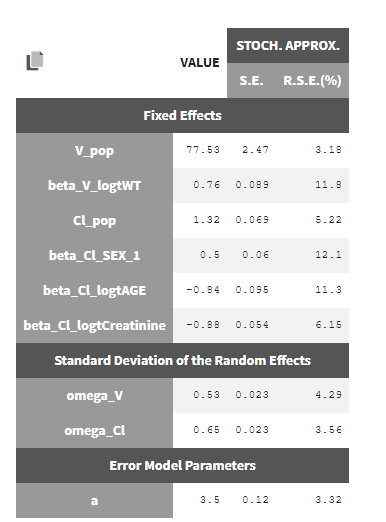 STOCH. APPROX.
VALUE
S.E. R.S.E.(%)
Fixed Effects
V_pop 77.53 2.47 3.18
beta_V_logtWT 0.76 0.089 11.8
Cl_pop 1.32 0.069 5.22
beta_Cl_SEX_1 0.5 0.06 12.1
beta_Cl_logtAGE -0.84 0.095 11.3
beta_Cl_logtCreatinine -0.88 0.054 6.15
Standard Deviation of the Random Effects
omega_V 0.53 0.023 4.29
omega_Cl 0.65 0.023 3.56
Error Model Parameters
a 3.5 0.12 3.32